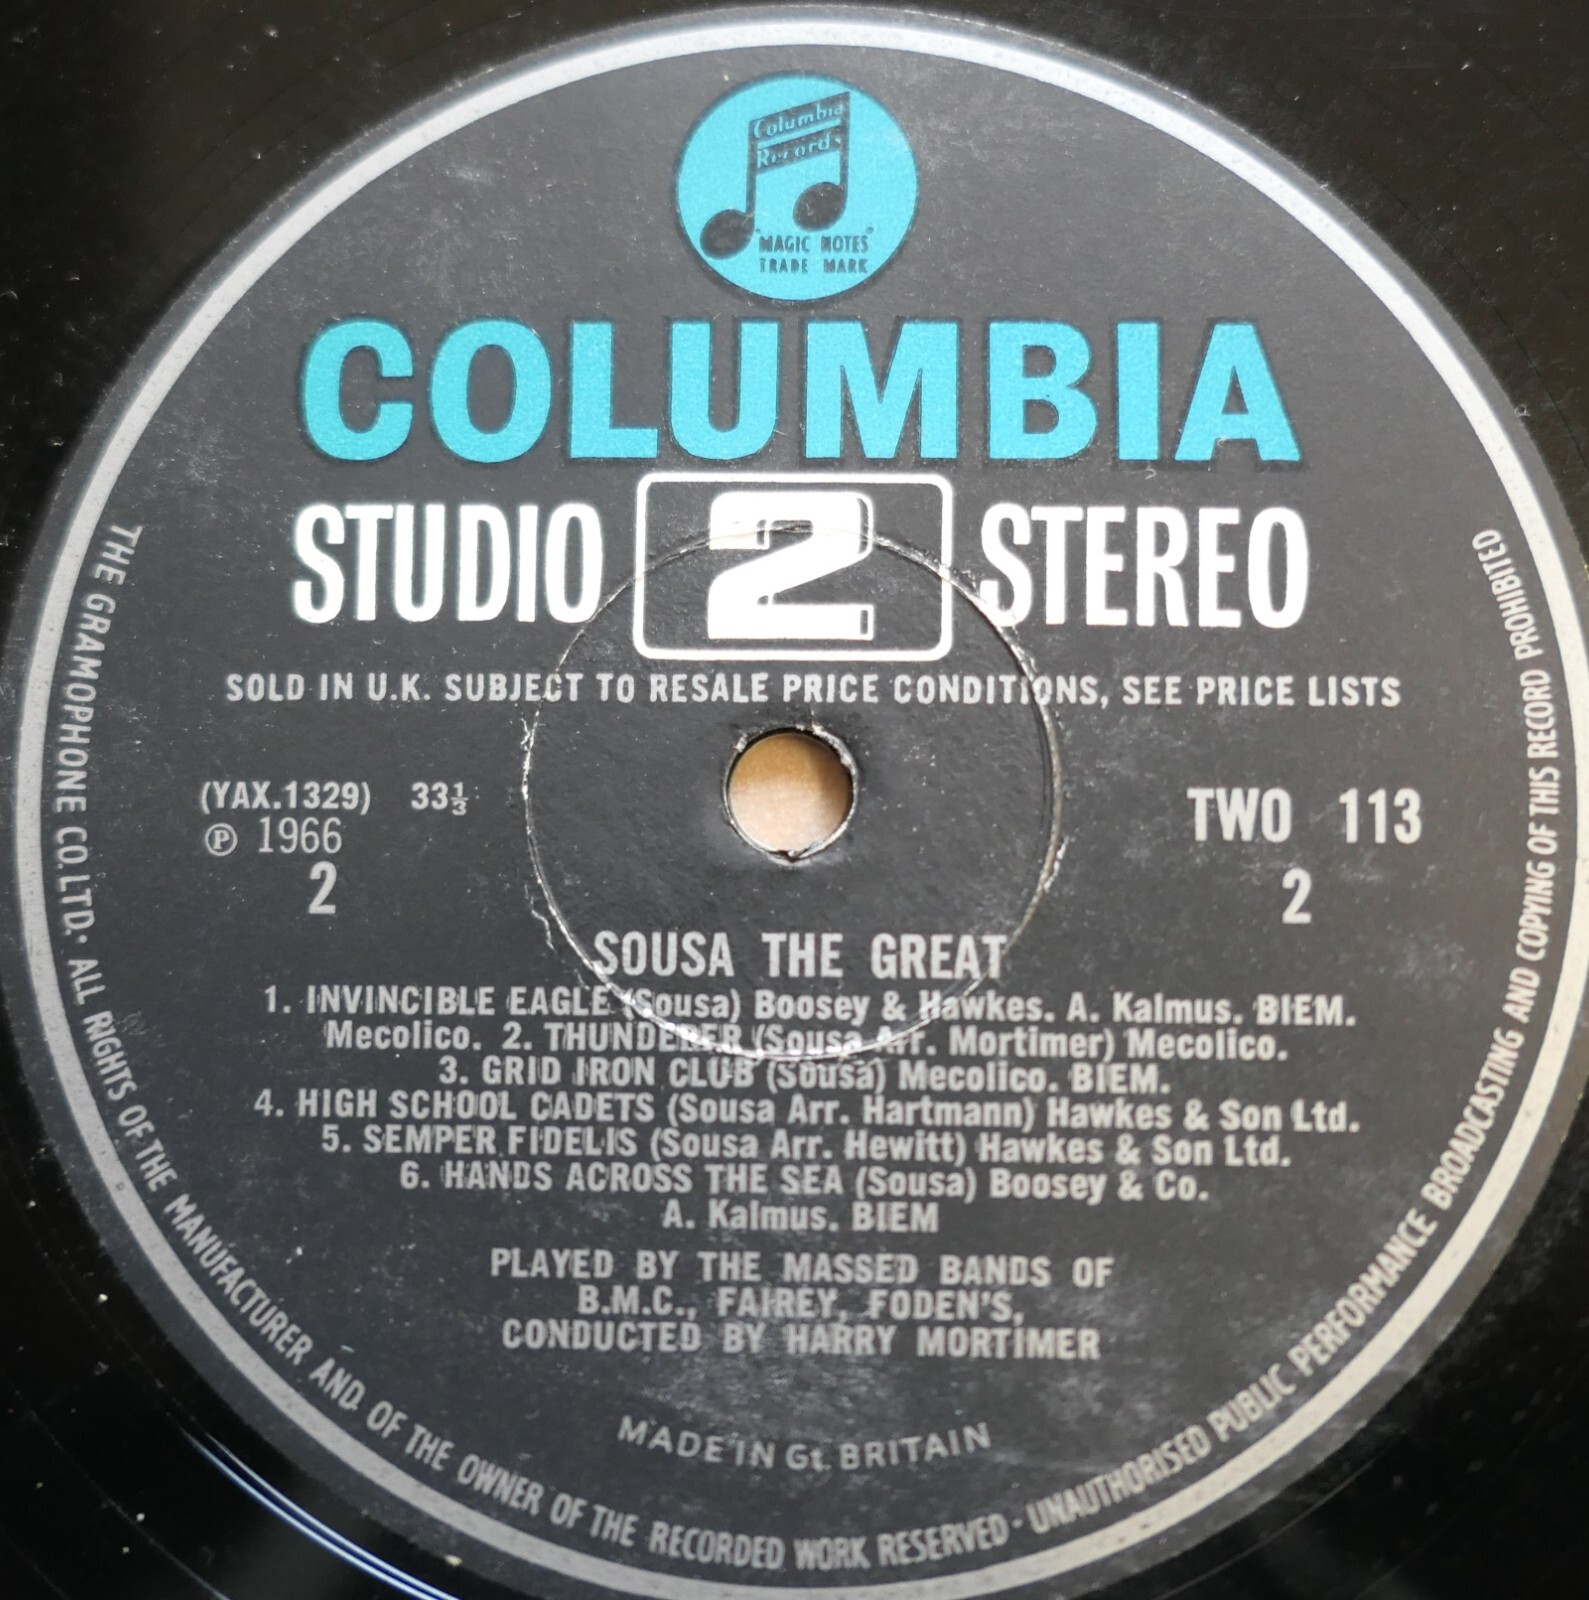 Columbia
Records
"MAGIC NOTES"
TRADE MARK
COLUMBIA
STUDIO 2 STEREO
SOLD IN U.K. SUBJECT TO RESALE PRICE CONDITIONS, SEE PRICE LISTS
(YAX.1329) 33⅓
Ⓟ 1966
2
TWO 113
2
SOUSA THE GREAT
1. INVINCIBLE EAGLE (Sousa) Boosey & Hawkes. A. Kalmus. BIEM.
Mecolico. 2. THUNDERER (Sousa Arr. Mortimer) Mecolico.
3. GRID IRON CLUB (Sousa) Mecolico. BIEM.
4. HIGH SCHOOL CADETS (Sousa Arr. Hartmann) Hawkes & Son Ltd.
5. SEMPER FIDELIS (Sousa Arr. Hewitt) Hawkes & Son Ltd.
6. HANDS ACROSS THE SEA (Sousa) Boosey & Co.
A. Kalmus. BIEM
PLAYED BY THE MASSED BANDS OF
B.M.C., FAIREY, FODEN'S,
CONDUCTED BY HARRY MORTIMER
MADE IN Gt. BRITAIN
THE GRAMOPHONE CO. LTD. · ALL RIGHTS OF THE MANUFACTURER AND OF THE OWNER OF THE RECORDED WORK RESERVED · UNAUTHORISED PUBLIC PERFORMANCE BROADCASTING AND COPYING OF THIS RECORD PROHIBITED